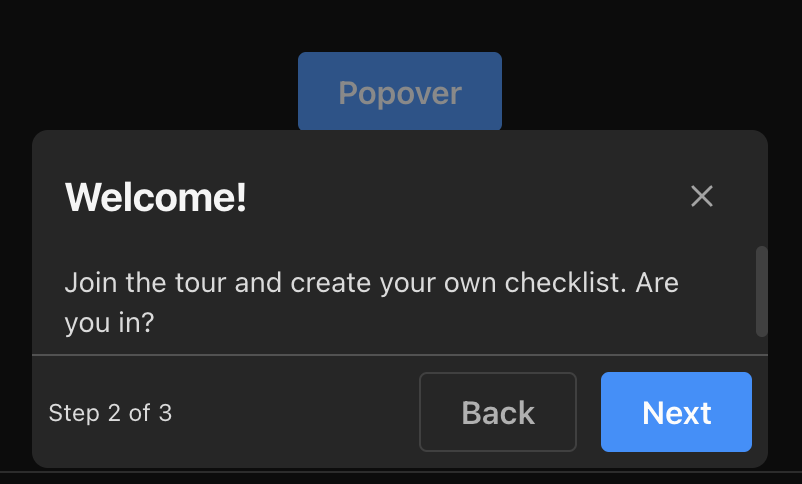 Popover
Welcome!
Join the tour and create your own checklist. Are
you in?
Step 2 of 3
Back
Next